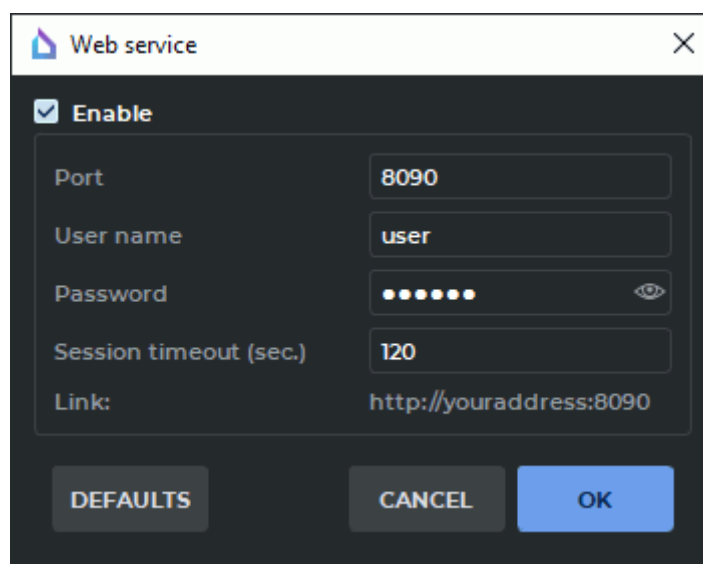 Web service
Enable
Port 8090
User name user
Password ●●●●●●
Session timeout (sec.) 120
Link: http://youraddress:8090
DEFAULTS CANCEL OK